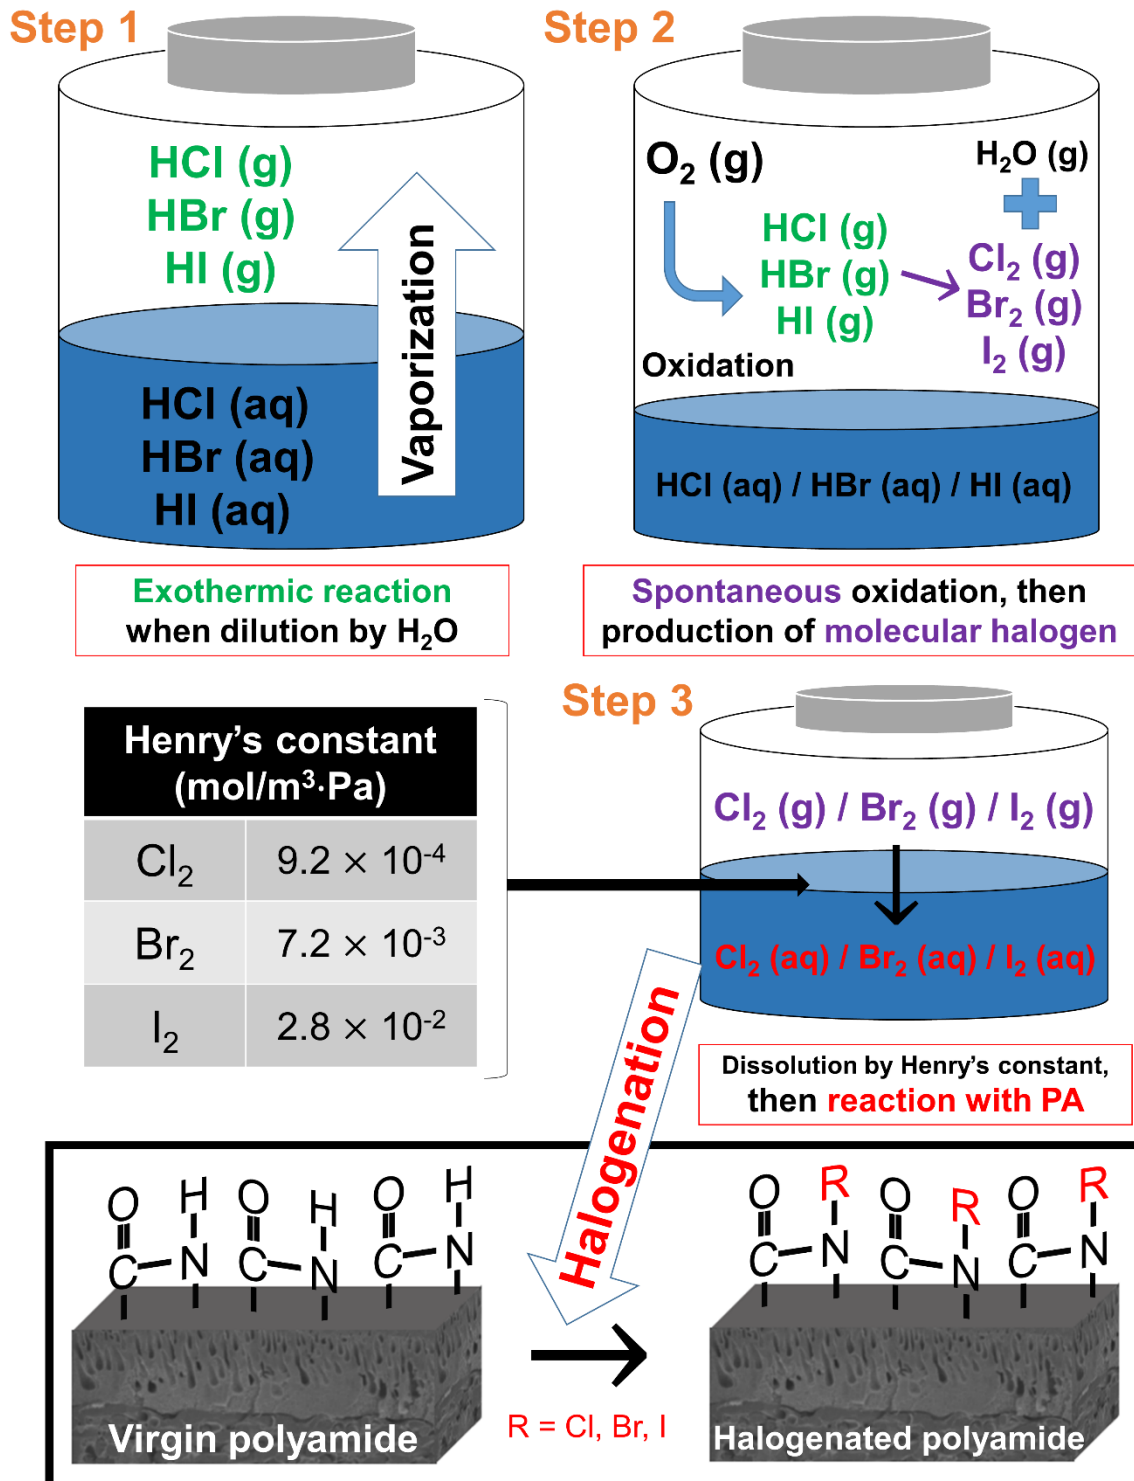 Step 1
HCl (g)
HBr (g)
HI (g)
Vaporization
HCl (aq)
HBr (aq)
HI (aq)
Exothermic reaction
when dilution by H₂O
Step 2
O₂ (g)
H₂O (g)
HCl (g)
HBr (g)
HI (g)
Cl₂ (g)
Br₂ (g)
I₂ (g)
Oxidation
HCl (aq) / HBr (aq) / HI (aq)
Spontaneous oxidation, then
production of molecular halogen
Henry's constant
(mol/m³·Pa)
Cl₂ 9.2 × 10⁻⁴
Br₂ 7.2 × 10⁻³
I₂ 2.8 × 10⁻²
Step 3
Cl₂ (g) / Br₂ (g) / I₂ (g)
Cl₂ (aq) / Br₂ (aq) / I₂ (aq)
Dissolution by Henry's constant,
then reaction with PA
Halogenation
O H O H O H
C N C N C N
Virgin polyamide
R = Cl, Br, I
O R O R O R
C N C N C N
Halogenated polyamide